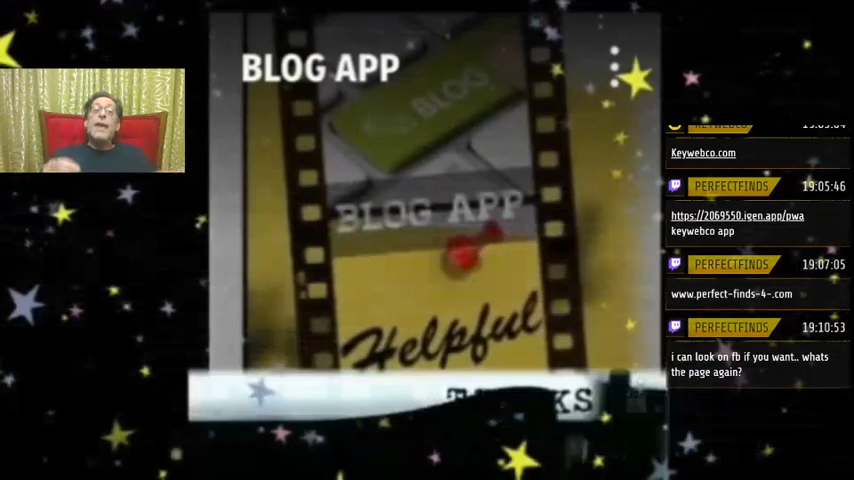 BLOG APP
BLOG
BLOG APP
Helpful
KEYWEBCO
Keywebco.com
PERFECTFINDS 19:05:46
https://2069550.igen.app/pwa
keywebco app
PERFECTFINDS 19:07:05
www.perfect-finds-4-.com
PERFECTFINDS 19:10:53
i can look on fb if you want.. whats
the page again?